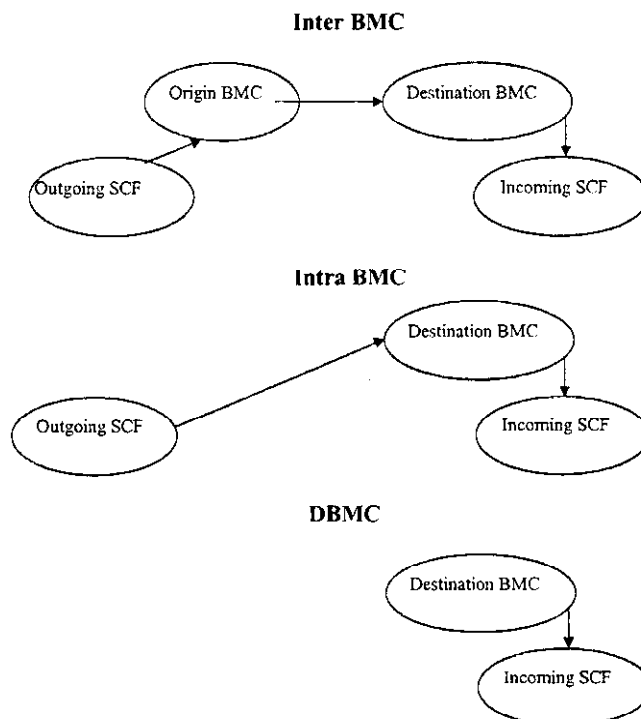 Inter BMC
Origin BMC
Destination BMC
Outgoing SCF
Incoming SCF
Intra BMC
Destination BMC
Outgoing SCF
Incoming SCF
DBMC
Destination BMC
Incoming SCF